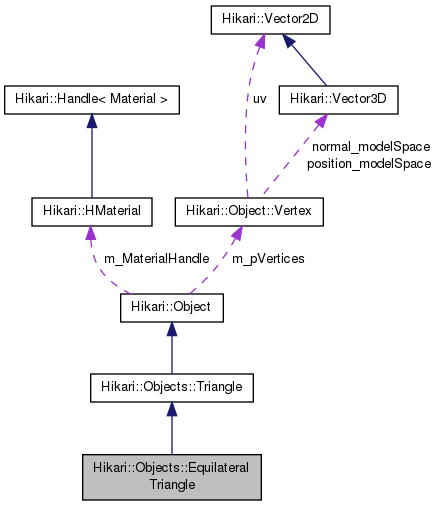 Hikari::Vector2D
Hikari::Handle< Material >
uv
Hikari::Vector3D
normal_modelSpace
position_modelSpace
Hikari::HMaterial
Hikari::Object::Vertex
m_MaterialHandle
m_pVertices
Hikari::Object
Hikari::Objects::Triangle
Hikari::Objects::Equilateral
Triangle